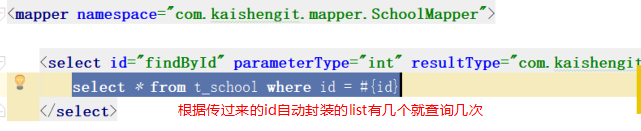 <mapper namespace="com.kaishengit.mapper.SchoolMapper">
<select id="findById" parameterType="int" resultType="com.kaishengit
select * from t_school where id = #{id}
</select>
根据传过来的id自动封装的list有几个就查询几次